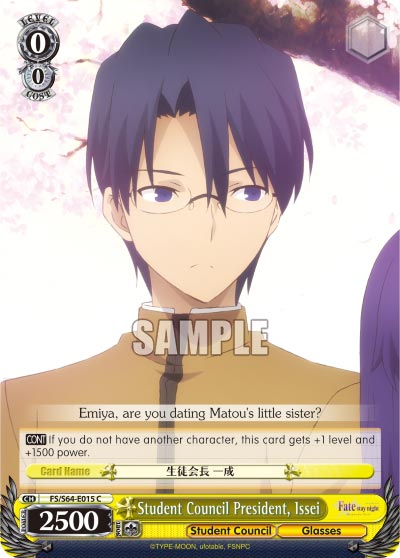 LEVEL
0
0
COST
SAMPLE
Emiya, are you dating Matou's little sister?
CONT If you do not have another character, this card gets +1 level and
+1500 power.
Card Name 生徒会長 一成
CH FS/S64-E015 C
Student Council President, Issei
POWER
2500
Student Council
Glasses
Fate/stay night
©TYPE-MOON, ufotable, FSNPC